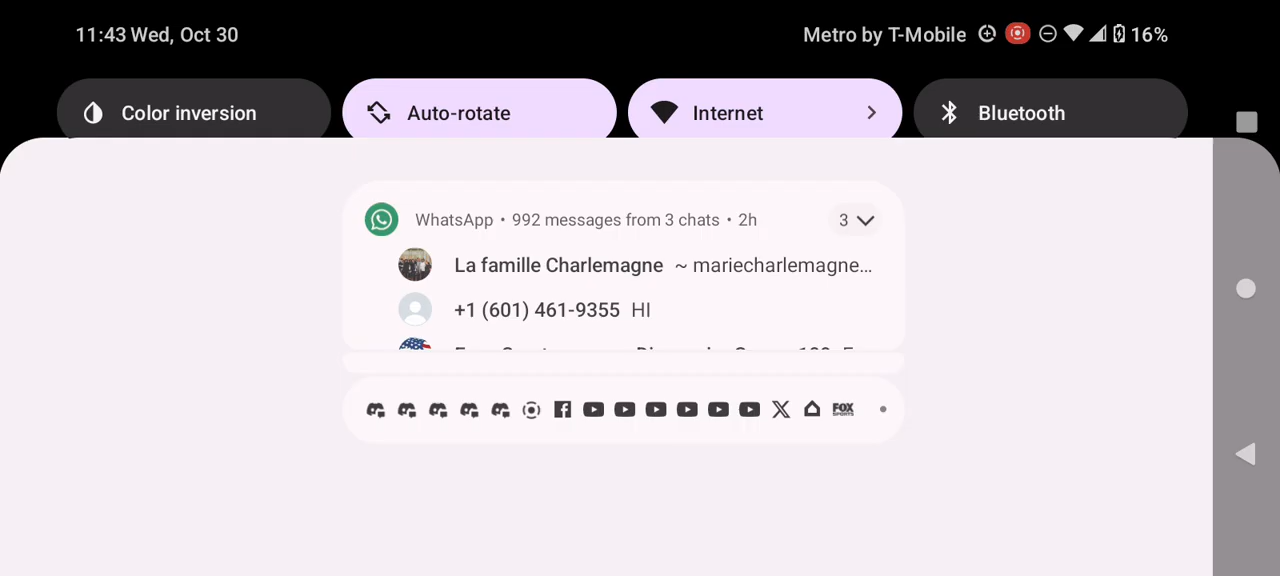 11:43 Wed, Oct 30
Metro by T-Mobile 16%
Color inversion Auto-rotate Internet Bluetooth
WhatsApp • 992 messages from 3 chats • 2h 3
La famille Charlemagne ~ mariecharlemagne...
+1 (601) 461-9355 HI
FOX SPORTS